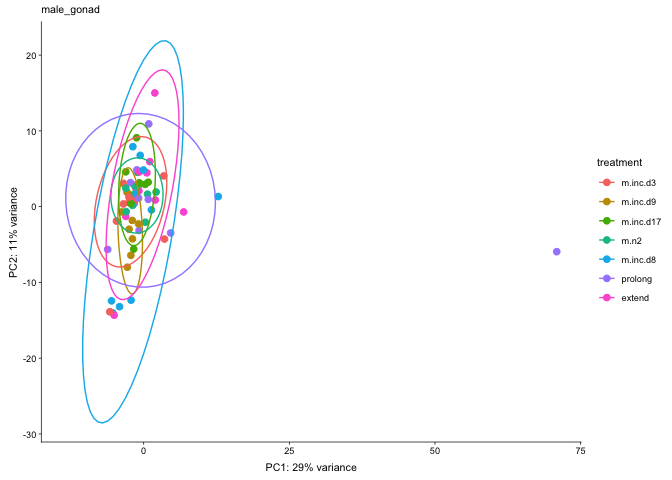 male_gonad
PC2: 11% variance
20
10
0
-10
-20
-30
0
25
50
75
PC1: 29% variance
treatment
m.inc.d3
m.inc.d9
m.inc.d17
m.n2
m.inc.d8
prolong
extend